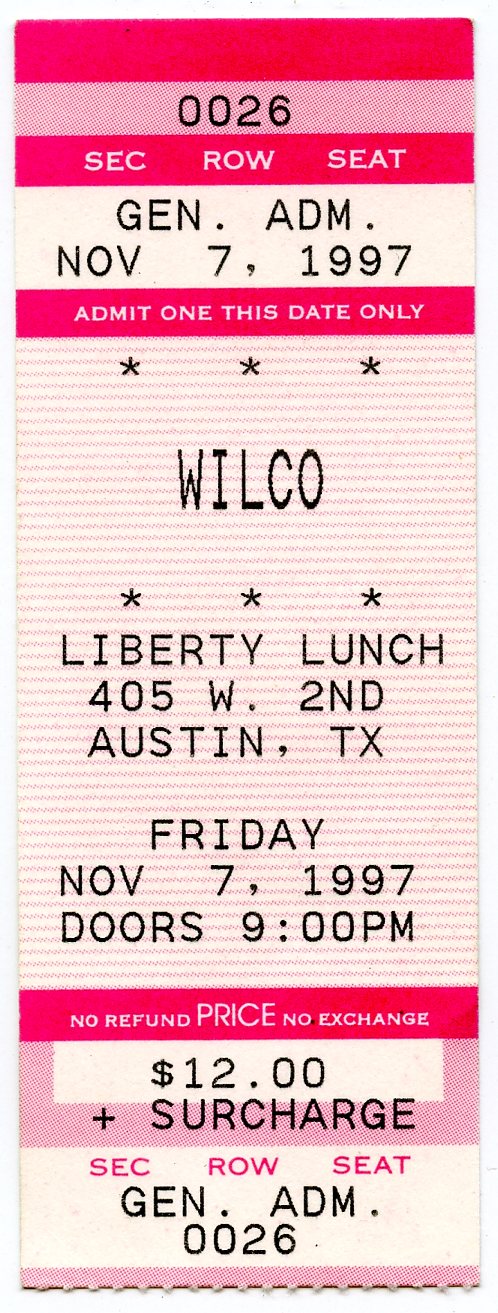 0026
SEC ROW SEAT
GEN. ADM.
NOV 7, 1997
ADMIT ONE THIS DATE ONLY
* * *
WILCO
* * *
LIBERTY LUNCH
405 W. 2ND
AUSTIN, TX
FRIDAY
NOV 7, 1997
DOORS 9:00PM
NO REFUND PRICE NO EXCHANGE
$12.00
+ SURCHARGE
SEC ROW SEAT
GEN. ADM.
0026